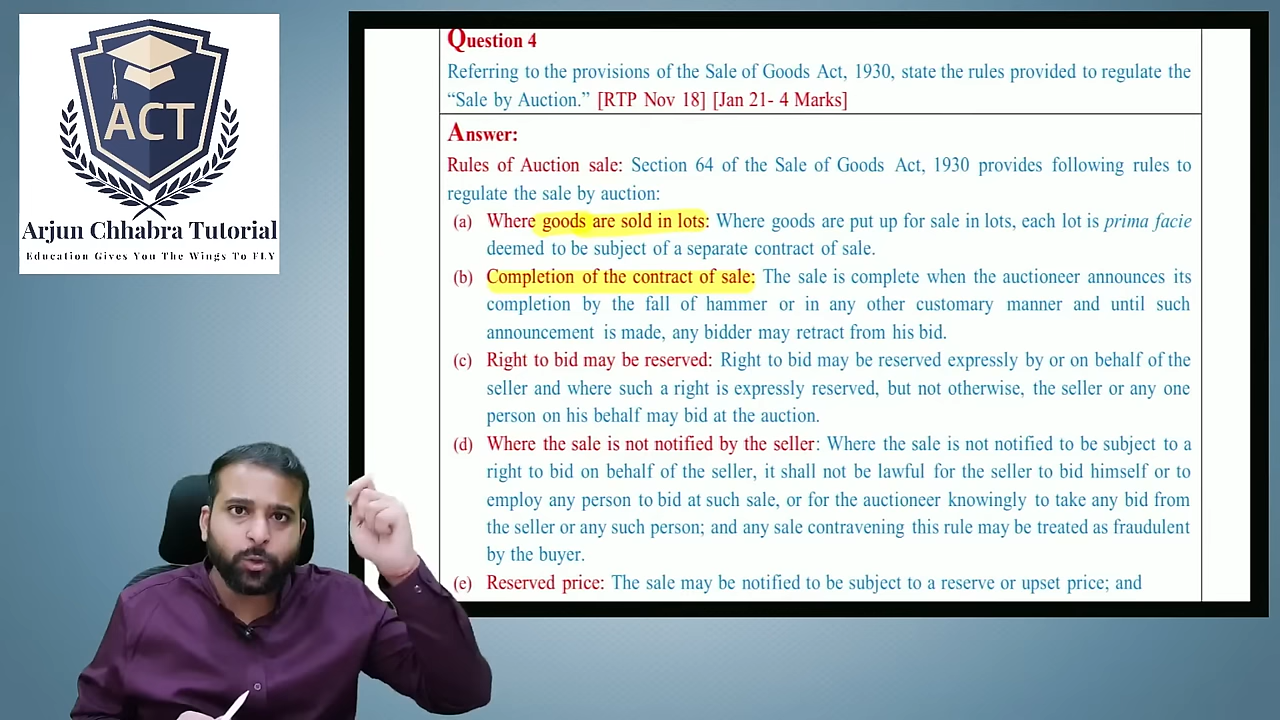 ACT
Arjun Chhabra Tutorial
Education Gives You The Wings To FLY
Question 4
Referring to the provisions of the Sale of Goods Act, 1930, state the rules provided to regulate the
“Sale by Auction.” [RTP Nov 18] [Jan 21- 4 Marks]
Answer:
Rules of Auction sale: Section 64 of the Sale of Goods Act, 1930 provides following rules to
regulate the sale by auction:
(a) Where goods are sold in lots: Where goods are put up for sale in lots, each lot is prima facie
deemed to be subject of a separate contract of sale.
(b) Completion of the contract of sale: The sale is complete when the auctioneer announces its
completion by the fall of hammer or in any other customary manner and until such
announcement is made, any bidder may retract from his bid.
(c) Right to bid may be reserved: Right to bid may be reserved expressly by or on behalf of the
seller and where such a right is expressly reserved, but not otherwise, the seller or any one
person on his behalf may bid at the auction.
(d) Where the sale is not notified by the seller: Where the sale is not notified to be subject to a
right to bid on behalf of the seller, it shall not be lawful for the seller to bid himself or to
employ any person to bid at such sale, or for the auctioneer knowingly to take any bid from
the seller or any such person; and any sale contravening this rule may be treated as fraudulent
by the buyer.
(e) Reserved price: The sale may be notified to be subject to a reserve or upset price; and